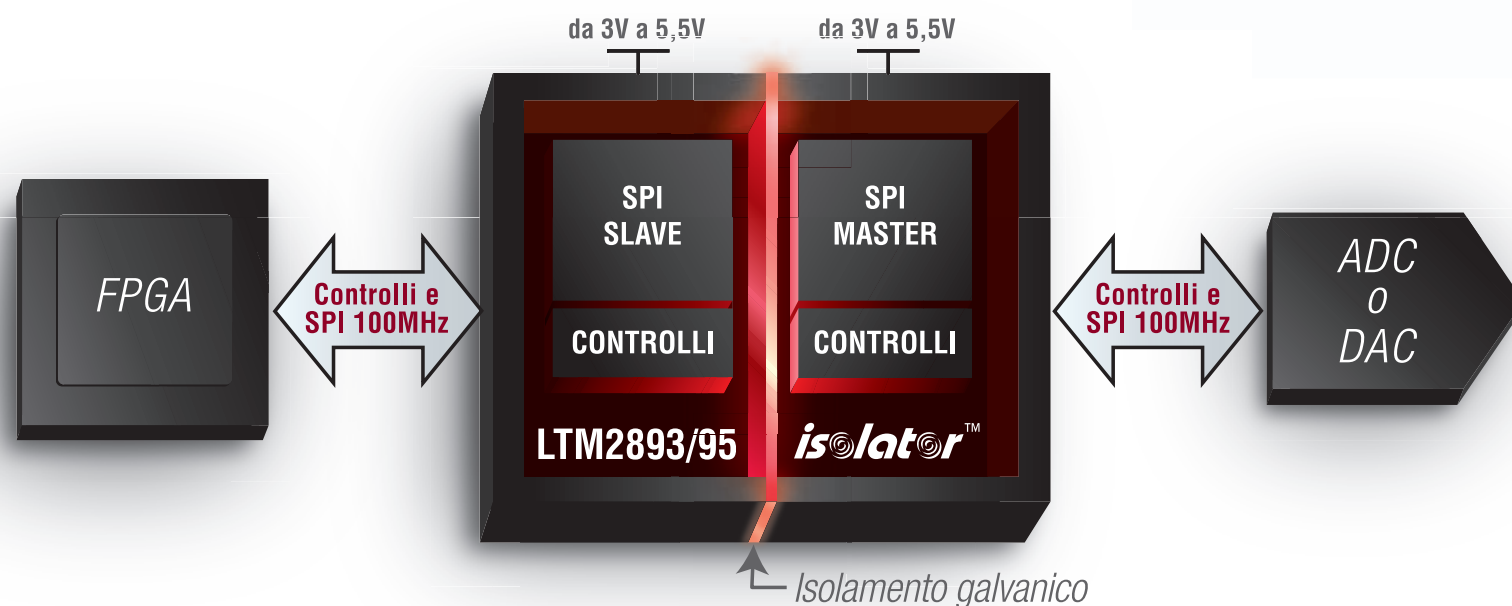 da 3V a 5,5V
da 3V a 5,5V
FPGA
Controlli e
SPI 100MHz
SPI
SLAVE
CONTROLLI
LTM2893/95
SPI
MASTER
CONTROLLI
isolator™
Controlli e
SPI 100MHz
ADC
o
DAC
Isolamento galvanico